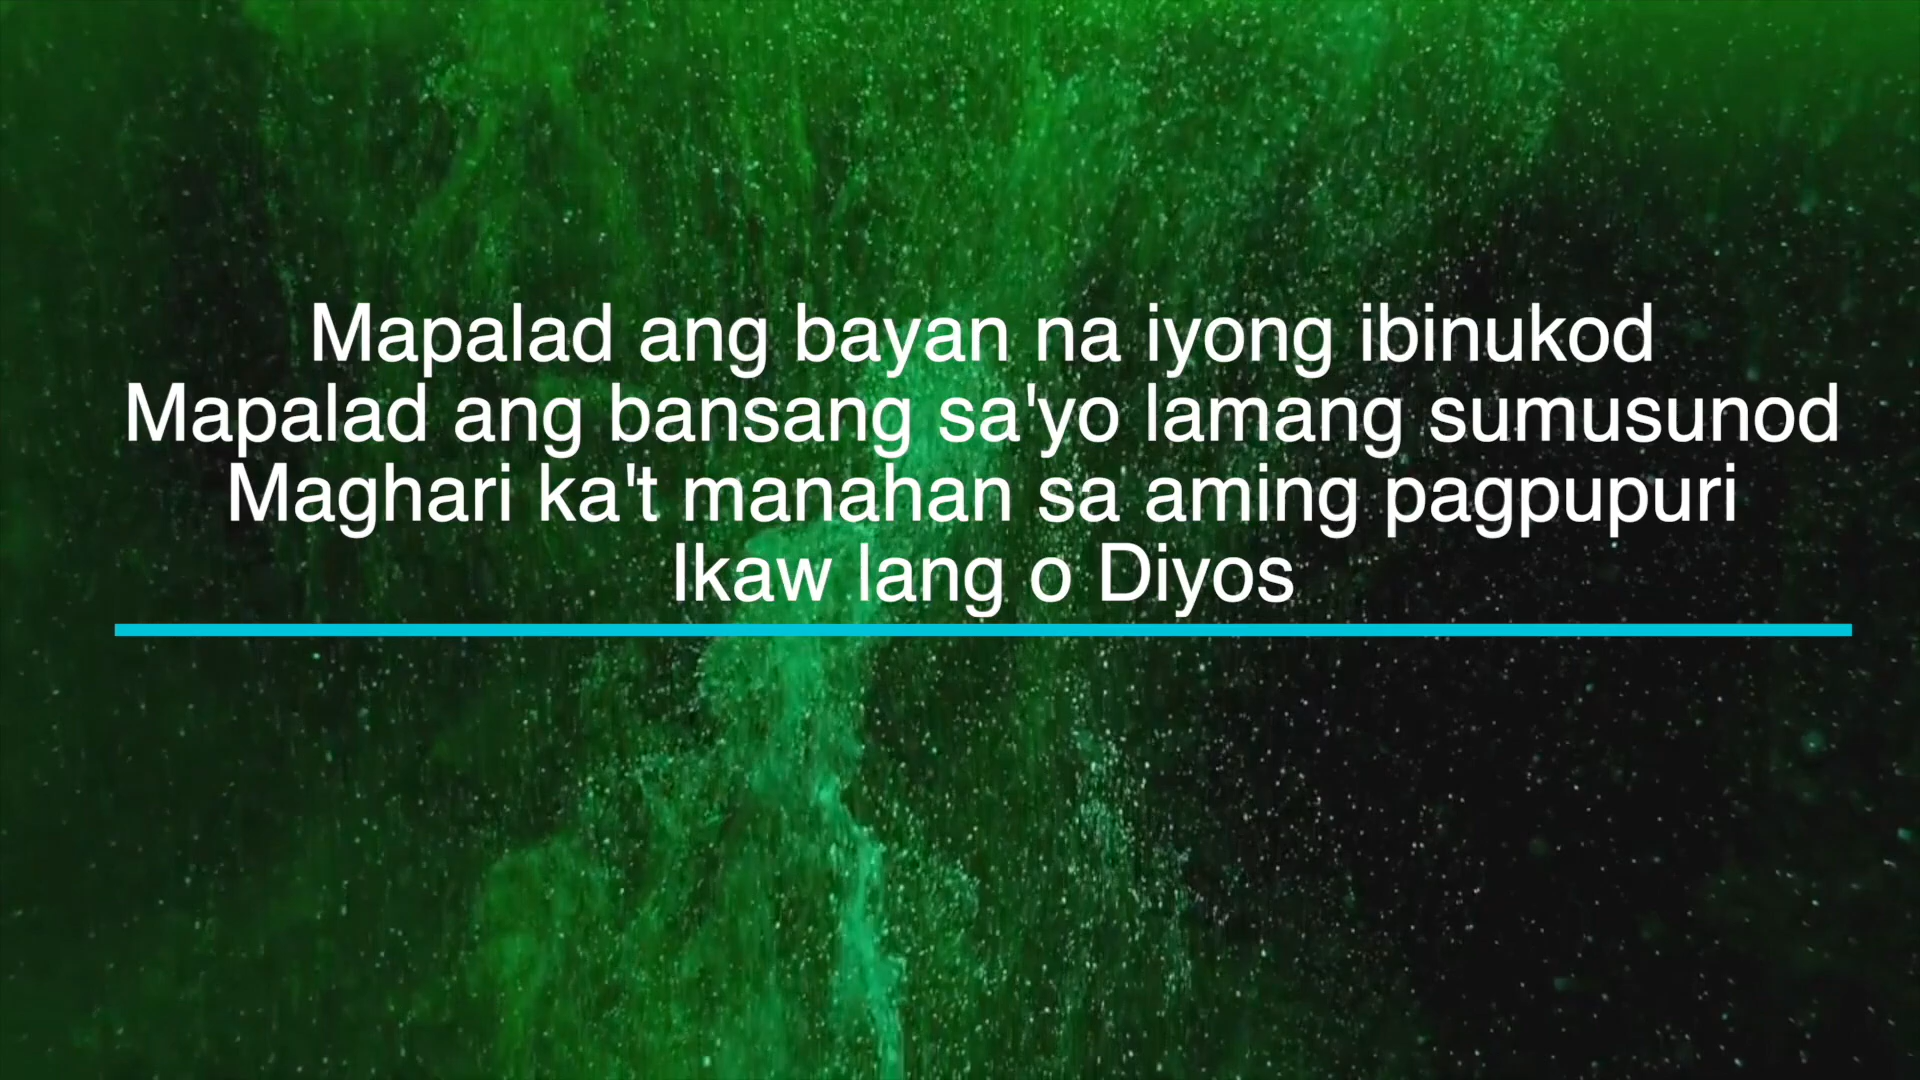 Mapalad ang bayan na iyong ibinukod
Mapalad ang bansang sa'yo lamang sumusunod
Maghari ka't manahan sa aming pagpupuri
Ikaw lang o Diyos